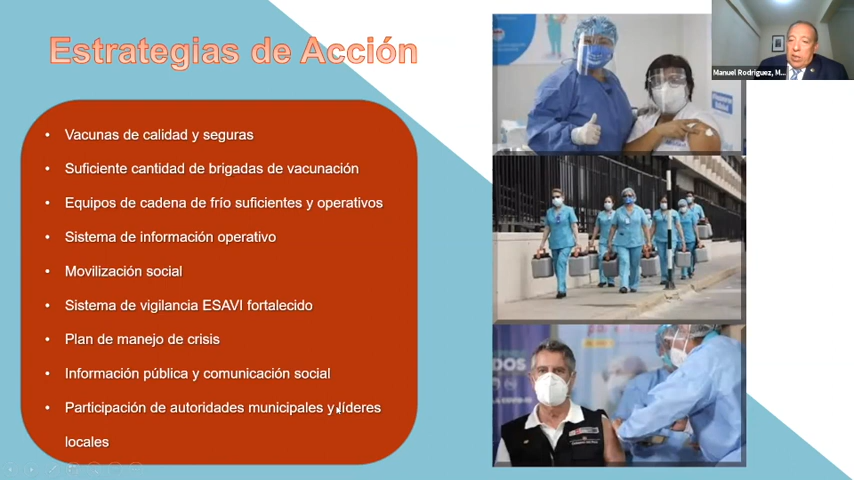 Estrategias de Acción
Manuel Rodríguez, M...
• Vacunas de calidad y seguras
• Suficiente cantidad de brigadas de vacunación
• Equipos de cadena de frío suficientes y operativos
• Sistema de información operativo
• Movilización social
• Sistema de vigilancia ESAVI fortalecido
• Plan de manejo de crisis
• Información pública y comunicación social
• Participación de autoridades municipales y líderes
locales